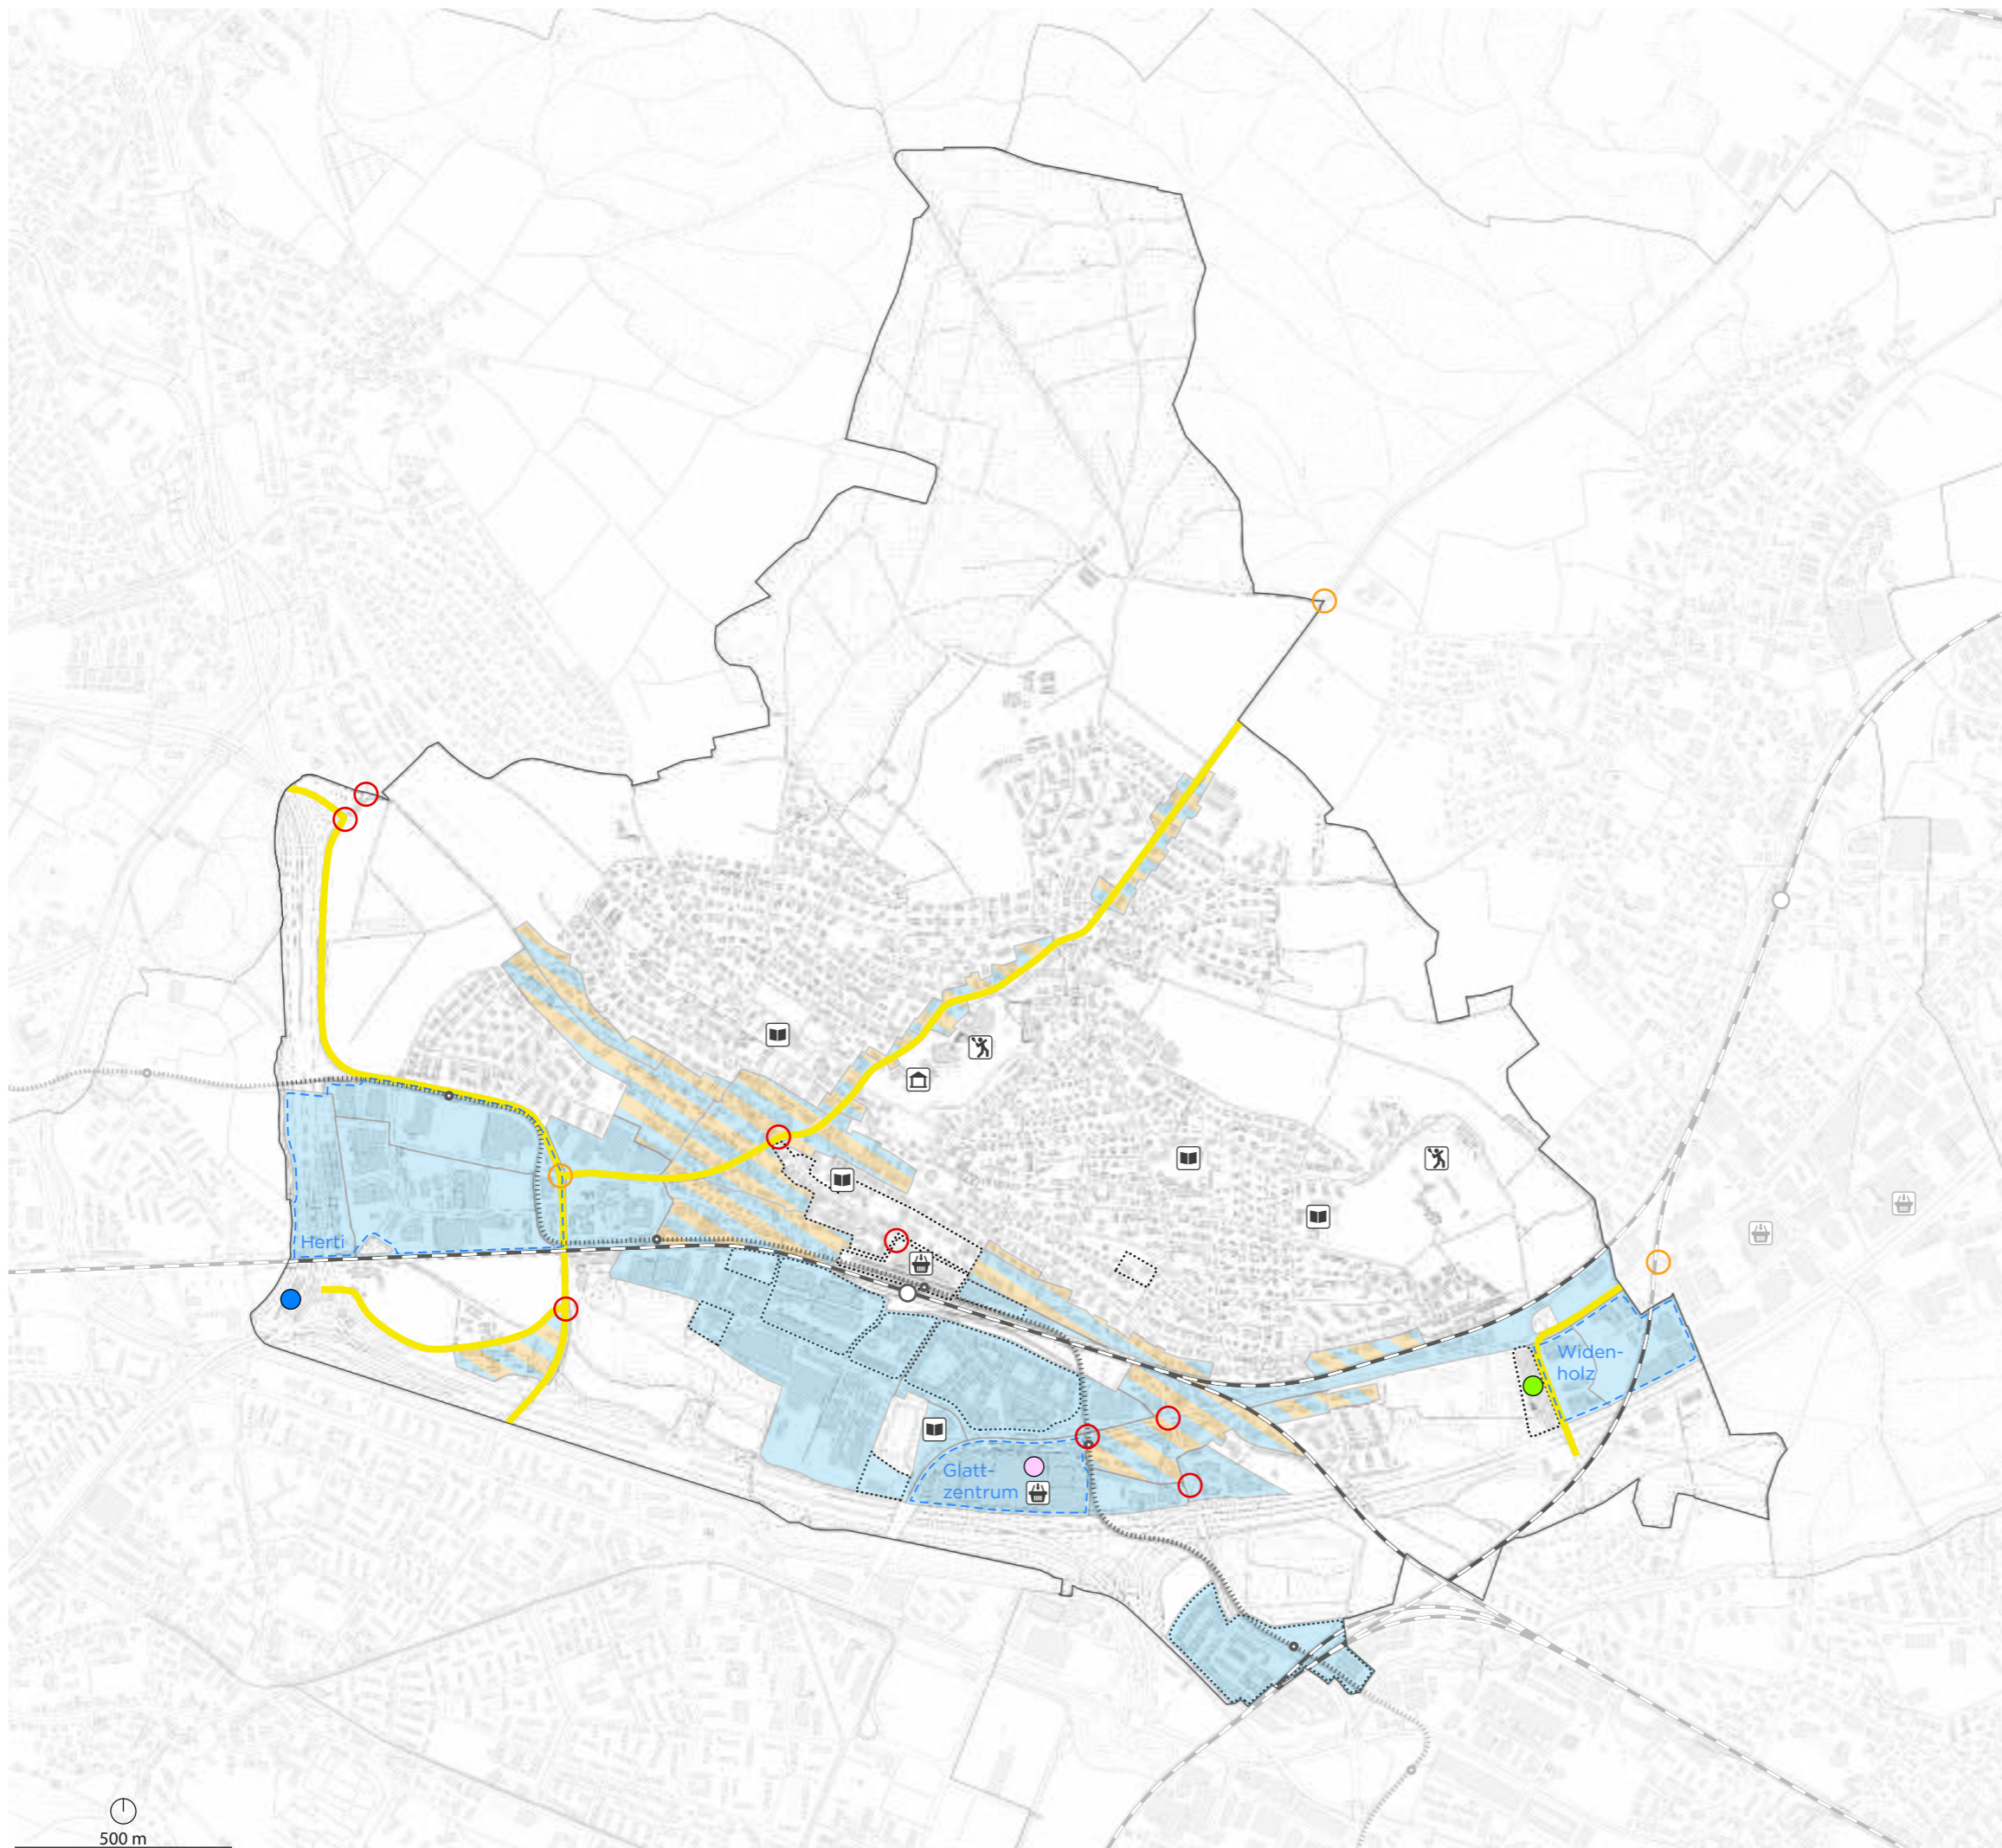 Herti
Widen-
holz
Glatt-
zentrum
500 m